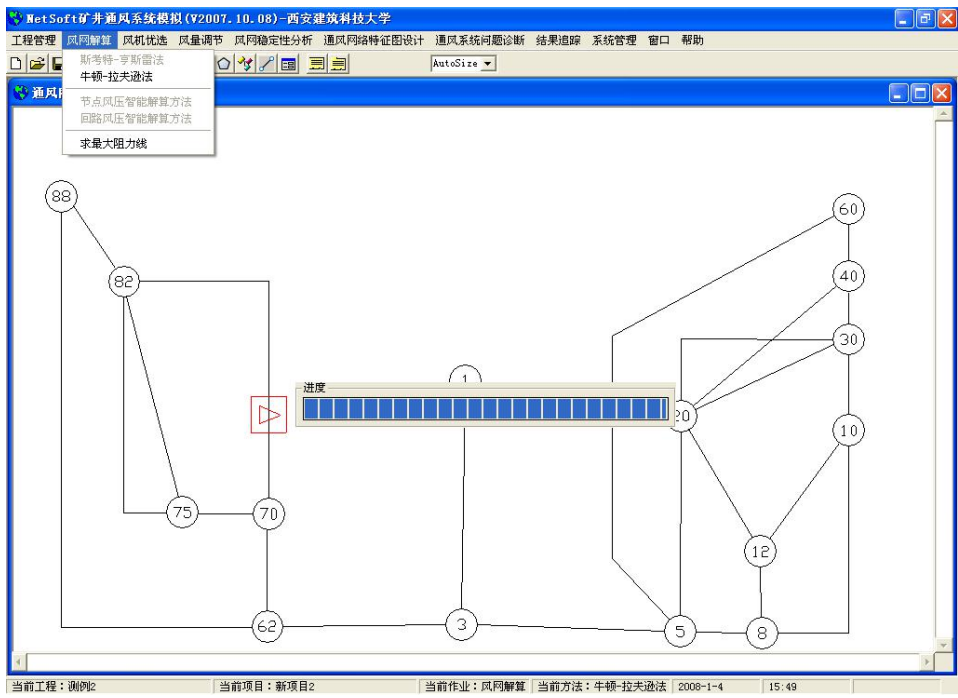 NetSoft矿井通风系统模拟(V2007.10.08)-西安建筑科技大学
工程管理 风网解算 风机优选 风量调节 风网稳定性分析 通风网络特征图设计 通风系统问题诊断 结果追踪 系统管理 窗口 帮助
AutoSize
斯考特-亨斯雷法
牛顿-拉夫逊法
节点风压智能解算方法
回路风压智能解算方法
求最大阻力线
通风
88
60
82
40
30
1
进度
20
10
75
70
12
62
3
5
8
当前工程：测例2 当前项目：新项目2 当前作业：风网解算 当前方法：牛顿-拉夫逊法 2008-1-4 15:49